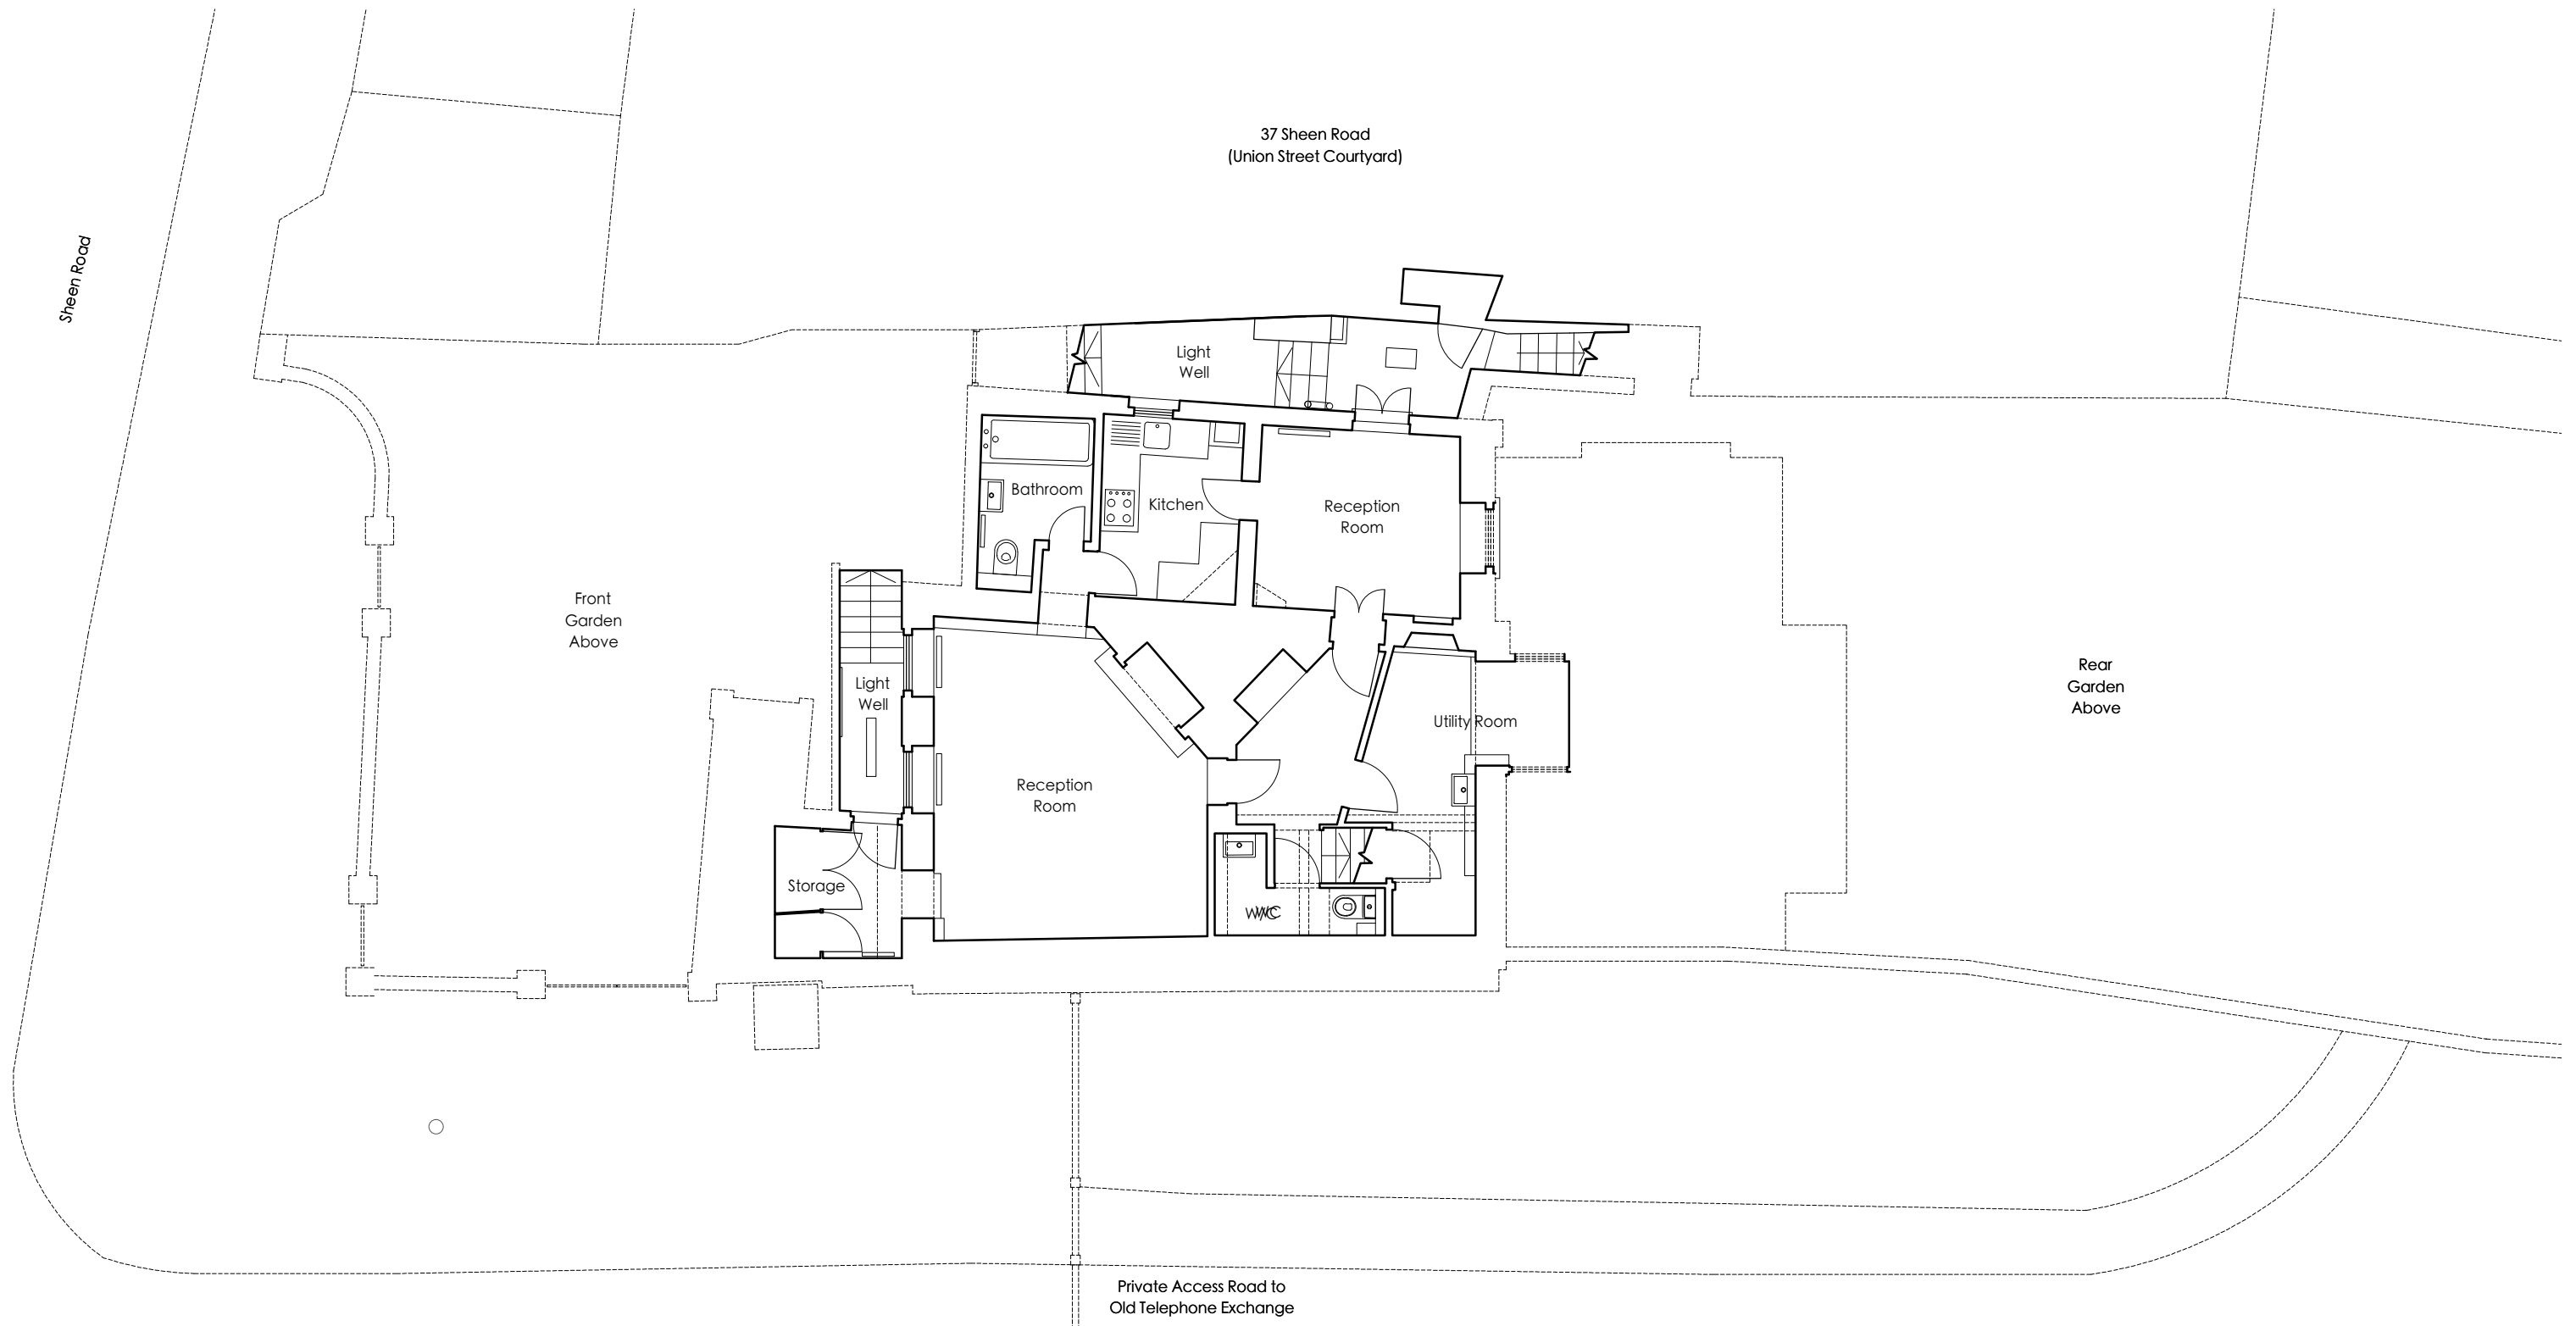 37 Sheen Road
(Union Street Courtyard)
Sheen Road
Light
Well
Bathroom
Kitchen
Reception
Room
Front
Garden
Above
Light
Well
Utility Room
Rear
Garden
Above
Reception
Room
Storage
WC
Private Access Road to
Old Telephone Exchange